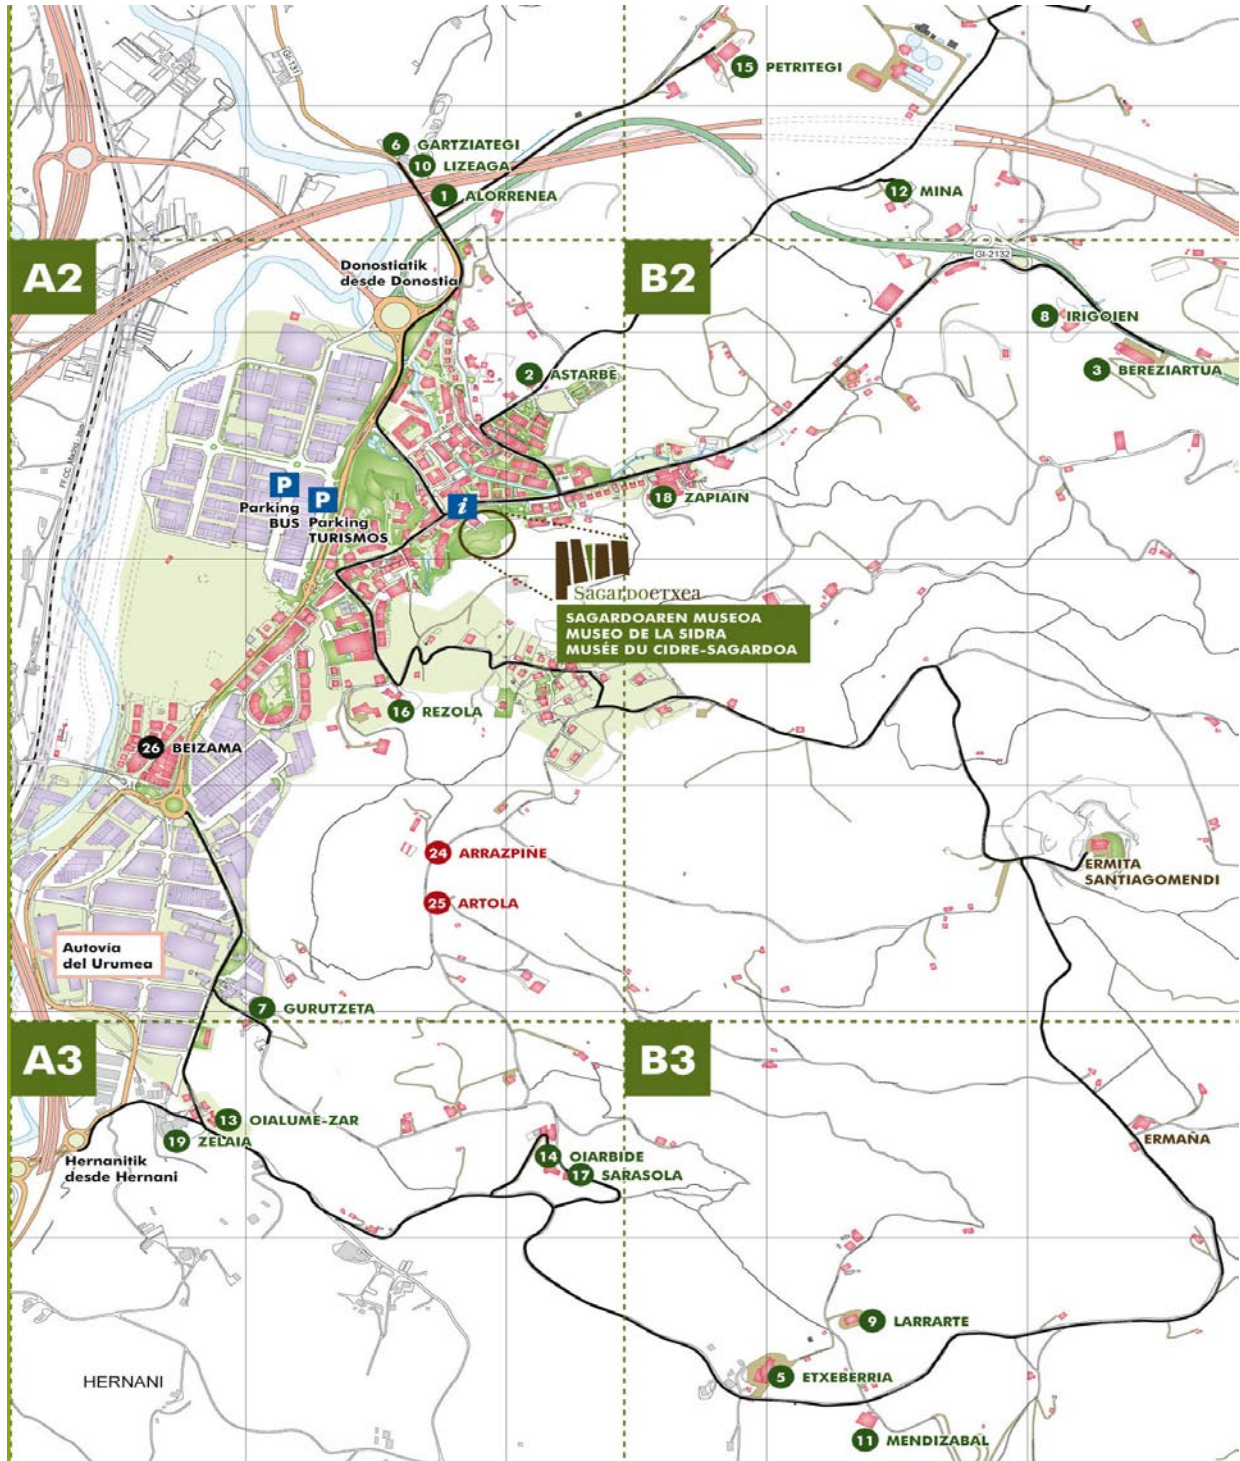 GI-131
15 PETRITEGI
6 GARTZIATEGI
10 LIZEAGA
1 ALORRENEA
12 MINA
A2
B2
Donostiatik
desde Donostia
GI-2132
8 IRIGOIEN
3 BEREZIARTUA
2 ASTARBE
P
Parking
BUS
P
Parking
TURISMOS
i
18 ZAPIAIN
Sagardoetxea
SAGARDOAREN MUSEOA
MUSEO DE LA SIDRA
MUSÉE DU CIDRE-SAGARDOA
16 REZOLA
26 BEIZAMA
24 ARRAZPIÑE
ERMITA
SANTIAGOMENDI
25 ARTOLA
Autovía
del Urumea
7 GURUTZETA
A3
B3
13 OIALUME-ZAR
19 ZELAIA
ERMAÑA
Hernanitik
desde Hernani
14 OIARBIDE
17 SARASOLA
9 LARRARTE
HERNANI
5 ETXEBERRIA
11 MENDIZABAL